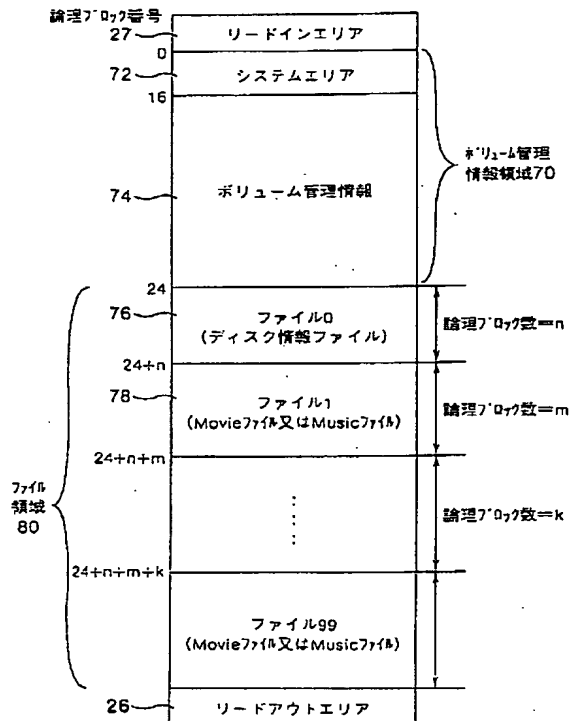 論理ブロック番号
27
リードインエリア
0
72
システムエリア
16
74
ボリューム管理情報
ボリューム管理
情報領域70
24
76
ファイル0
(ディスク情報ファイル)
論理ブロック数=n
24+n
78
ファイル1
(Movieファイル又はMusicファイル)
論理ブロック数=m
24+n+m
ファイル
領域
80
論理ブロック数=k
24+n+m+k
ファイル99
(Movieファイル又はMusicファイル)
26
リードアウトエリア